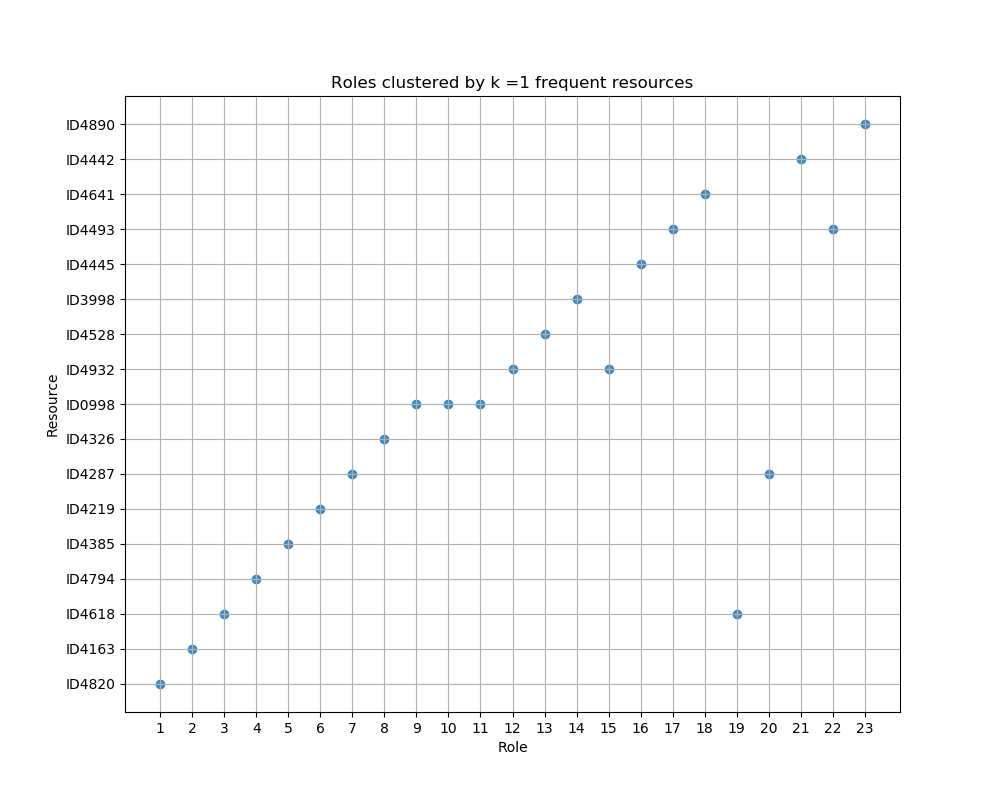 Roles clustered by k =1 frequent resources
ID4890
ID4442
ID4641
ID4493
ID4445
ID3998
ID4528
ID4932
ID0998
ID4326
ID4287
ID4219
ID4385
ID4794
ID4618
ID4163
ID4820
Resource
1 2 3 4 5 6 7 8 9 10 11 12 13 14 15 16 17 18 19 20 21 22 23
Role